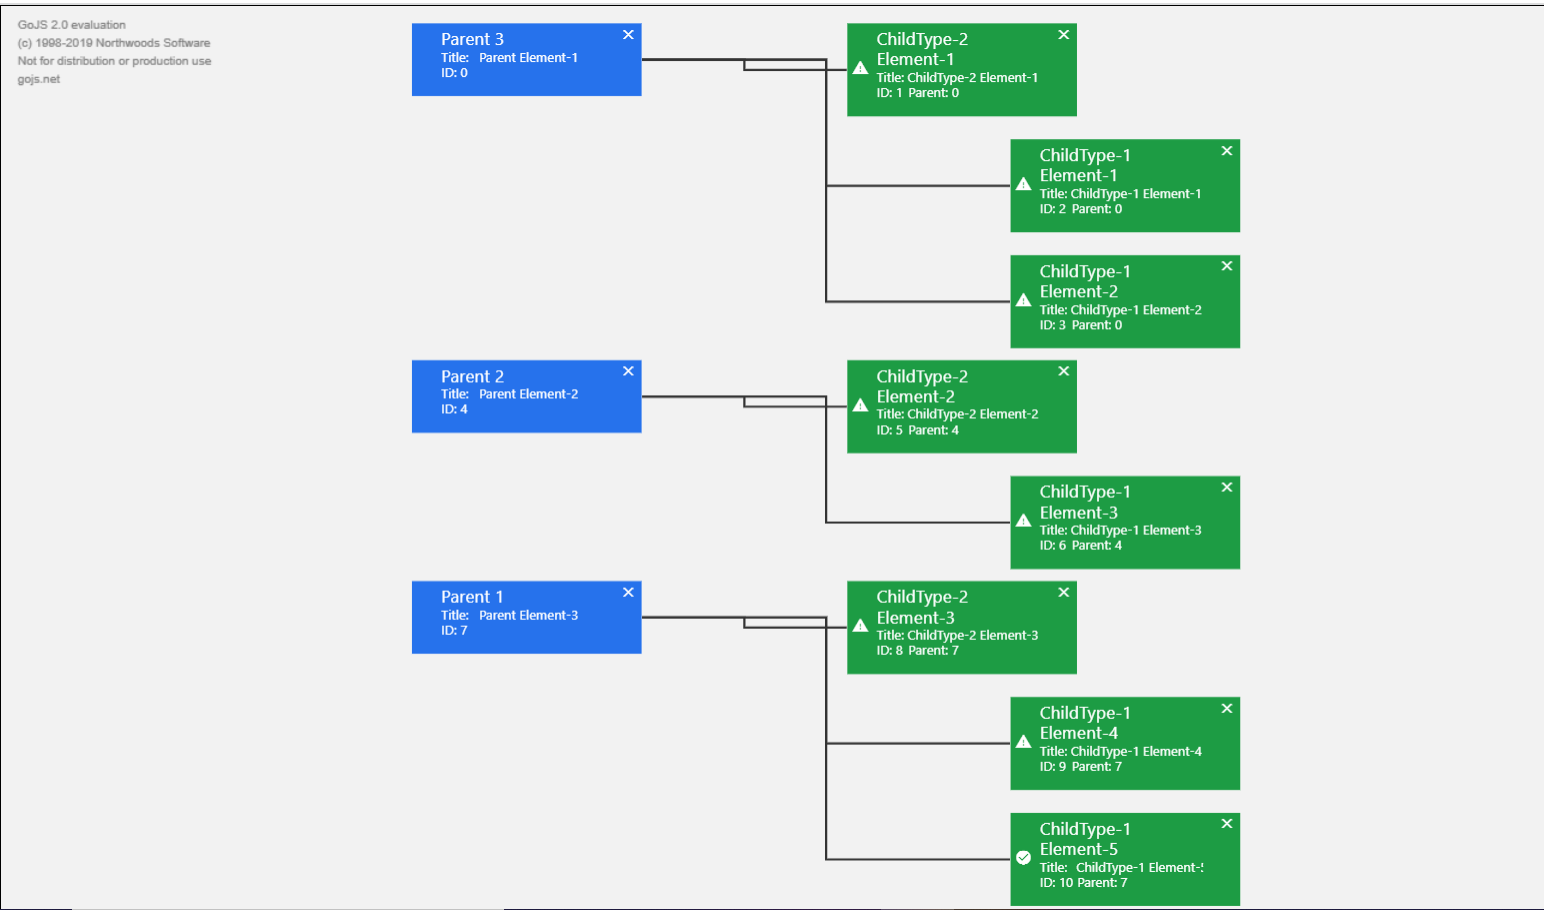 GoJS 2.0 evaluation
(c) 1998-2019 Northwoods Software
Not for distribution or production use
gojs.net
Parent 3
Title: Parent Element-1
ID: 0
ChildType-2
Element-1
Title: ChildType-2 Element-1
ID: 1 Parent: 0
ChildType-1
Element-1
Title: ChildType-1 Element-1
ID: 2 Parent: 0
ChildType-1
Element-2
Title: ChildType-1 Element-2
ID: 3 Parent: 0
Parent 2
Title: Parent Element-2
ID: 4
ChildType-2
Element-2
Title: ChildType-2 Element-2
ID: 5 Parent: 4
ChildType-1
Element-3
Title: ChildType-1 Element-3
ID: 6 Parent: 4
Parent 1
Title: Parent Element-3
ID: 7
ChildType-2
Element-3
Title: ChildType-2 Element-3
ID: 8 Parent: 7
ChildType-1
Element-4
Title: ChildType-1 Element-4
ID: 9 Parent: 7
ChildType-1
Element-5
Title: ChildType-1 Element-
ID: 10 Parent: 7